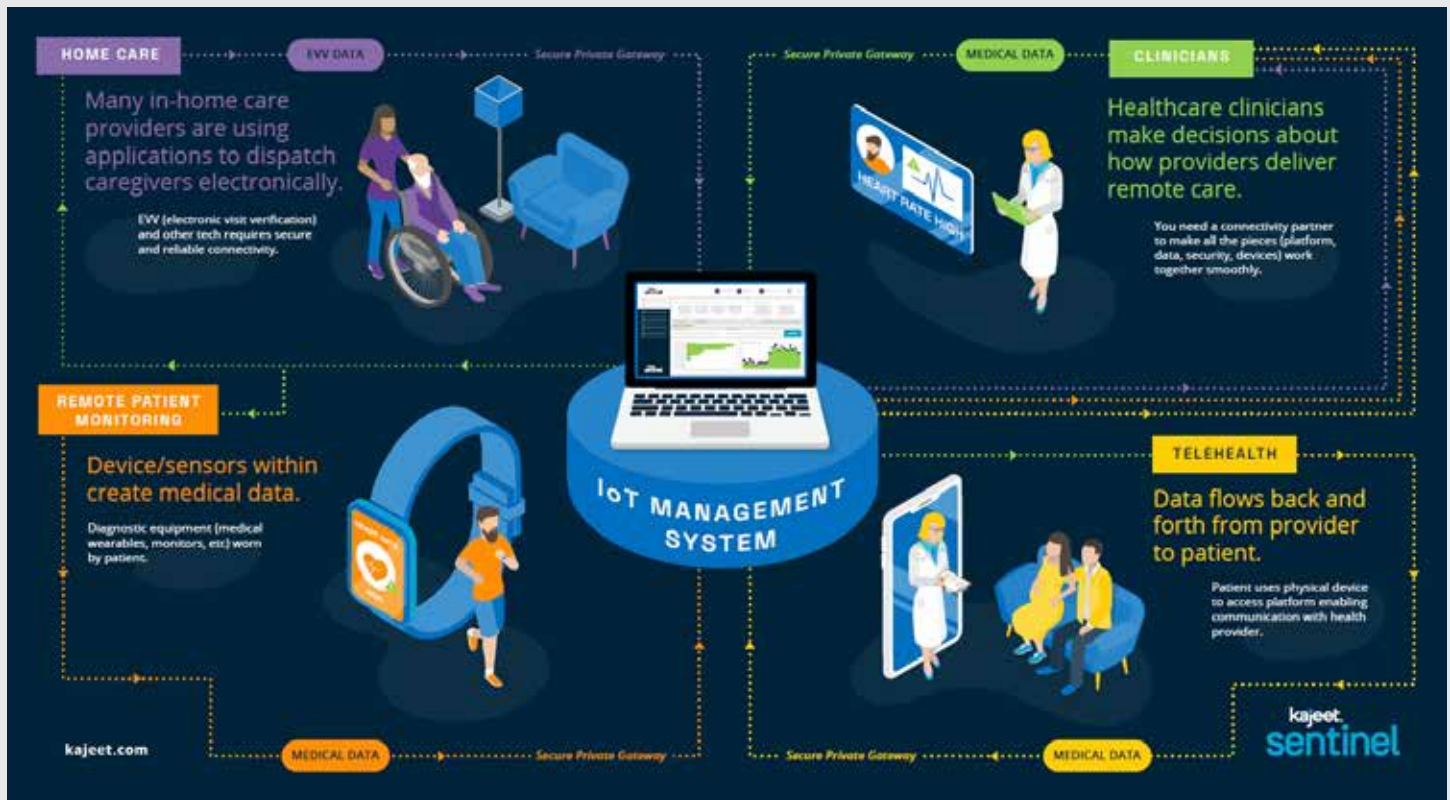 HOME CARE
EVV DATA
Secure Private Gateway
Many in-home care
providers are using
applications to dispatch
caregivers electronically.
EVV (electronic visit verification)
and other tech requires secure
and reliable connectivity.
Secure Private Gateway
MEDICAL DATA
CLINICIANS
Healthcare clinicians
make decisions about
how providers deliver
remote care.
You need a connectivity partner
to make all the pieces (platform,
data, security, devices) work
together smoothly.
HEART RATE HIGH
REMOTE PATIENT
MONITORING
Device/sensors within
create medical data.
Diagnostic equipment (medical
wearables, monitors, etc) worn
by patient.
IoT MANAGEMENT
SYSTEM
TELEHEALTH
Data flows back and
forth from provider
to patient.
Patient uses physical device
to access platform enabling
communication with health
provider.
kajeet.com
MEDICAL DATA
Secure Private Gateway
Secure Private Gateway
MEDICAL DATA
kajeet
sentinel